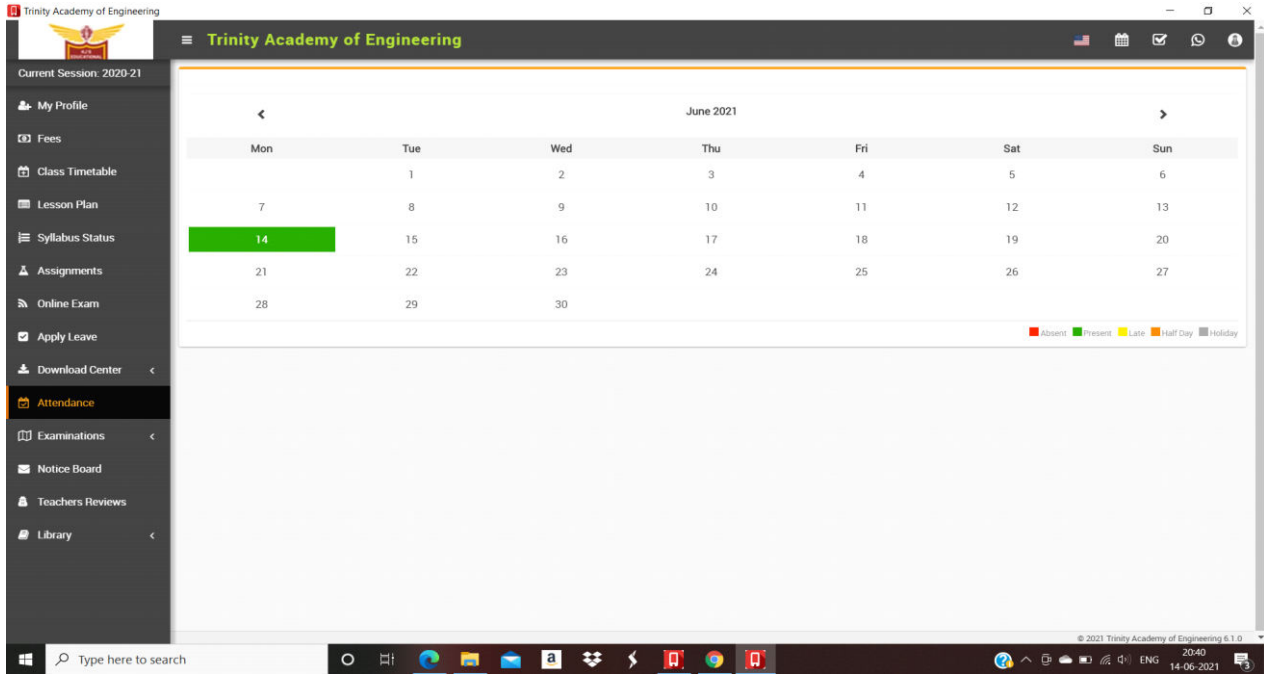 Trinity Academy of Engineering
EDUCATIONAL
Trinity Academy of Engineering
Current Session: 2020-21
My Profile
Fees
Class Timetable
Lesson Plan
Syllabus Status
Assignments
Online Exam
Apply Leave
Download Center
Attendance
Examinations
Notice Board
Teachers Reviews
Library
June 2021
Mon Tue Wed Thu Fri Sat Sun
1 2 3 4 5 6
7 8 9 10 11 12 13
14 15 16 17 18 19 20
21 22 23 24 25 26 27
28 29 30
Absent Present Late Half Day Holiday
© 2021 Trinity Academy of Engineering 6.1.0
Type here to search
a
ENG
20:40
14-06-2021
3